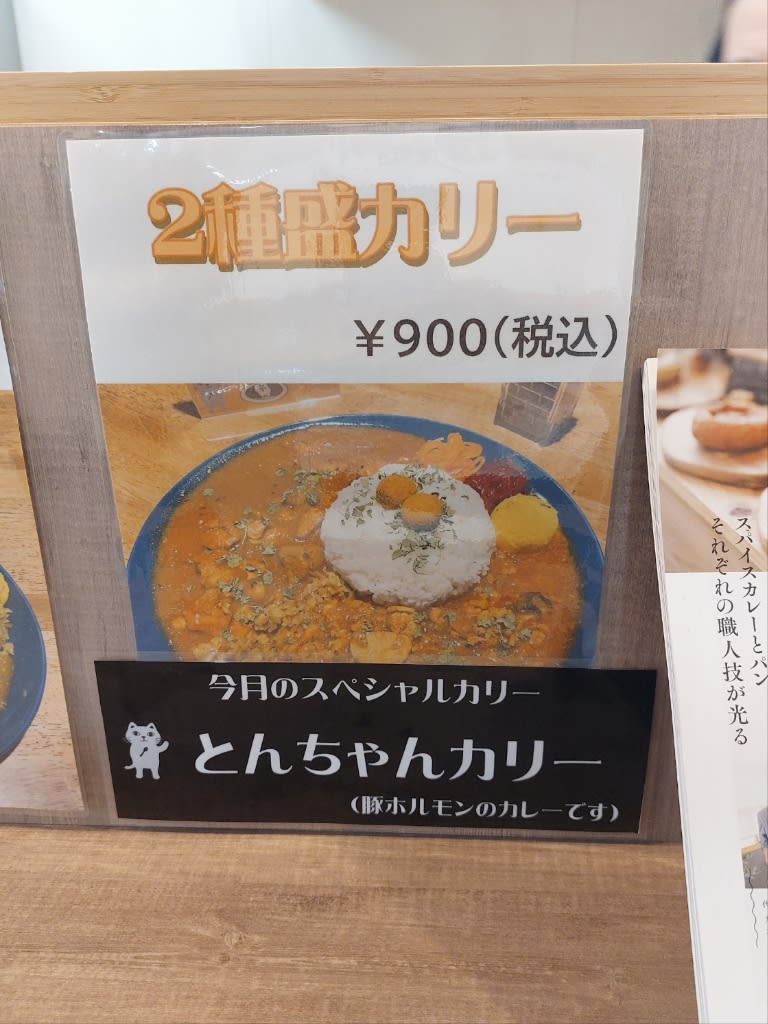 2種盛カリー
￥900(税込)
今月のスペシャルカリー
とんちゃんカリー
(豚ホルモンのカレーです)
スパイスカレーとパン
それぞれの職人技が光る